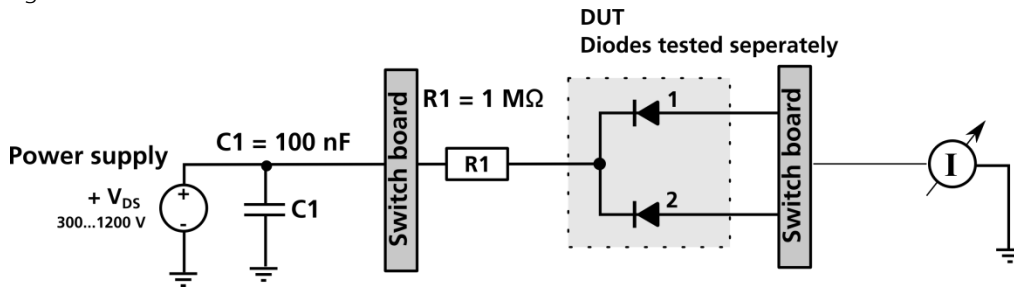 DUT
Diodes tested seperately
Switch board
R1 = 1 MΩ
1
Switch board
C1 = 100 nF
Power supply
R1
I
+ VDS
300...1200 V
+
-
C1
2